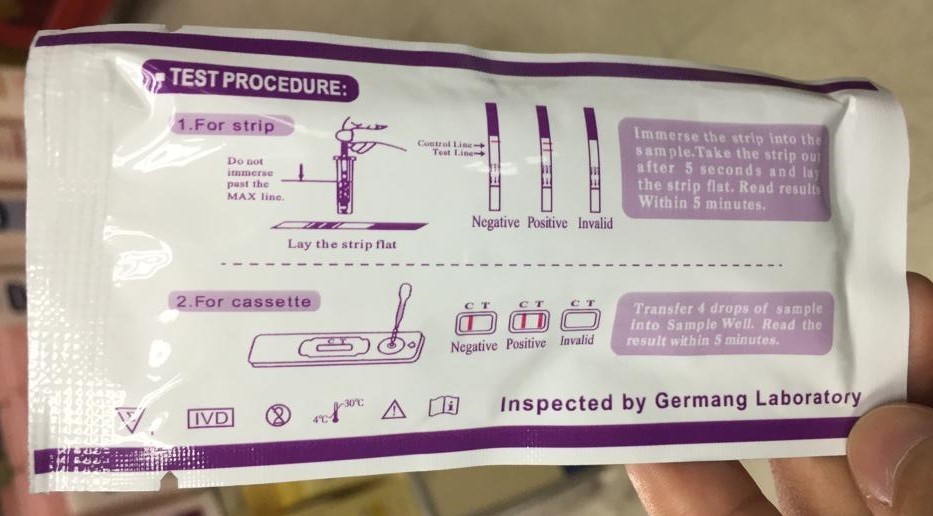 TEST PROCEDURE:
1.For strip
Do not
immerse
past the
MAX line.
Lay the strip flat
Control Line
Test Line
Negative Positive Invalid
Immerse the strip into the
sample.Take the strip out
after 5 seconds and lay
the strip flat. Read results
Within 5 minutes.
2.For cassette
C T C T C T
Negative Positive Invalid
Transfer 4 drops of sample
into Sample Well. Read the
result within 5 minutes.
IVD
2
4°C
30°C
i
Inspected by Germang Laboratory